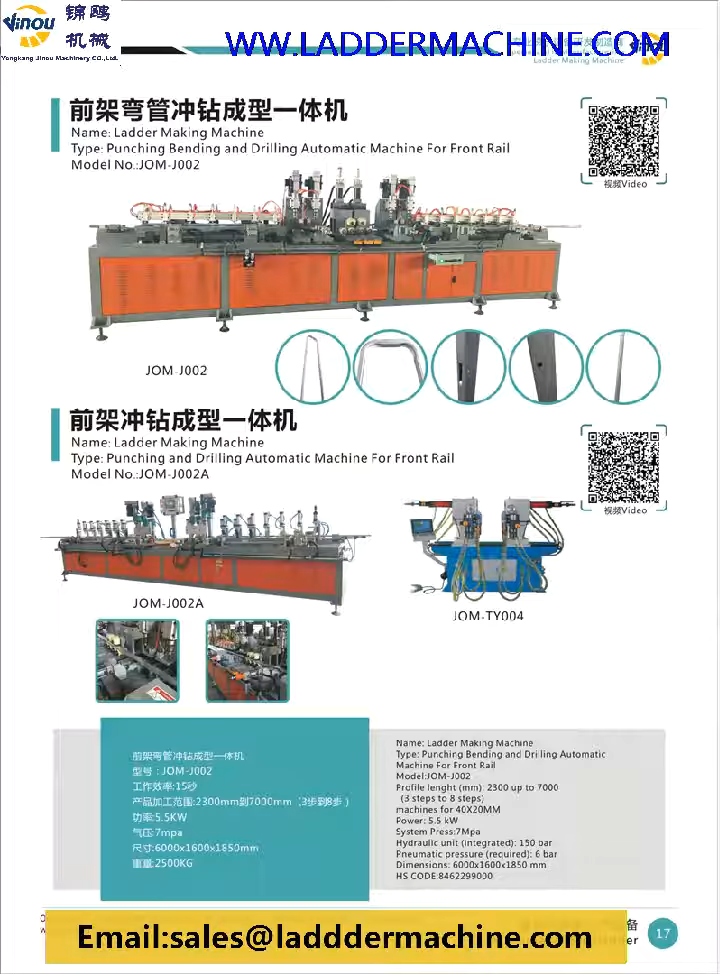 Jinou 锦鸥
机械
Yongkang Jinou Machinery CO.,Ltd.
WWW.LADDERMACHINE.COM
Ladder Making Machine
前架弯管冲钻成型一体机
Name: Ladder Making Machine
Type: Punching Bending and Drilling Automatic Machine For Front Rail
Model No.:JOM-J002
视频Video
JOM-J002
前架冲钻成型一体机
Name: Ladder Making Machine
Type: Punching and Drilling Automatic Machine For Front Rail
Model No.:JOM-J002A
视频Video
JOM-J002A
JOM-TY004
前架弯管冲钻成型一体机
型号：JOM-J002
工作效率:15秒
产品加工范围:2300mm到7000mm（3步到8步）
功率:5.5KW
气压:7mpa
尺寸:6000x1600x1850mm
重量:2500KG
Name: Ladder Making Machine
Type: Punching Bending and Drilling Automatic
Machine For Front Rail
Model:JOM-J002
Profile lenght (mm): 2300 up to 7000
(3 steps to 8 steps)
machines for 40X20MM
Power: 5.5 kW
System Press:7Mpa
Hydraulic unit (integrated): 150 bar
Pneumatic pressure (required): 6 bar
Dimensions: 6000x1600x1850 mm
HS CODE:8462299000
Email:sales@laddermachine.com
17